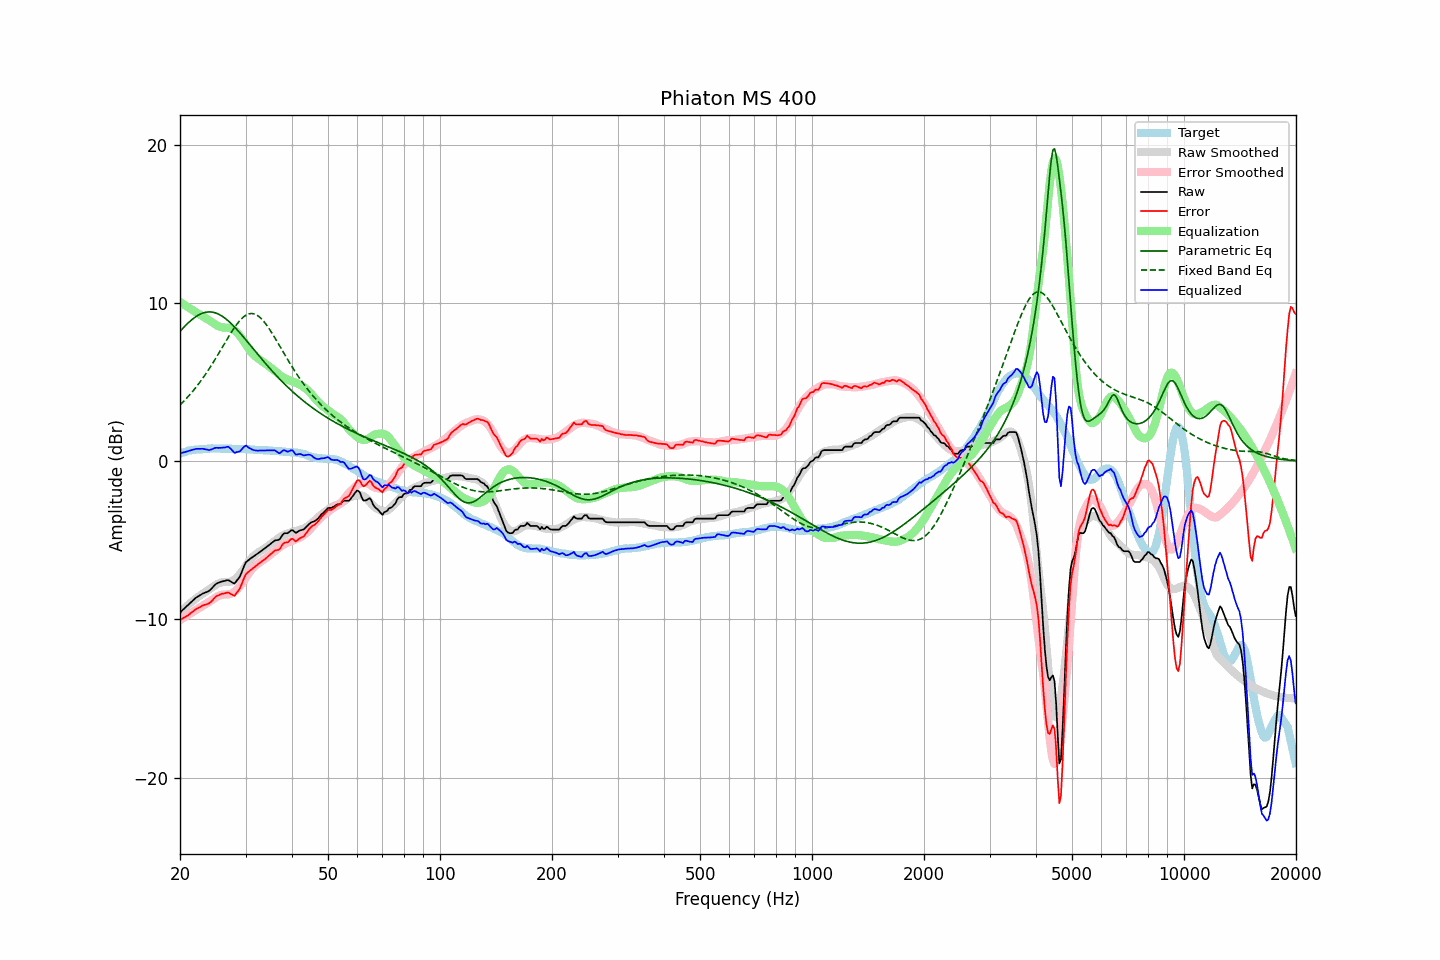 Phiaton MS 400
Amplitude (dBr)
20
10
0
−10
−20
Target
Raw Smoothed
Error Smoothed
Raw
Error
Equalization
Parametric Eq
Fixed Band Eq
Equalized
20 50 100 200 500 1000 2000 5000 10000 20000
Frequency (Hz)